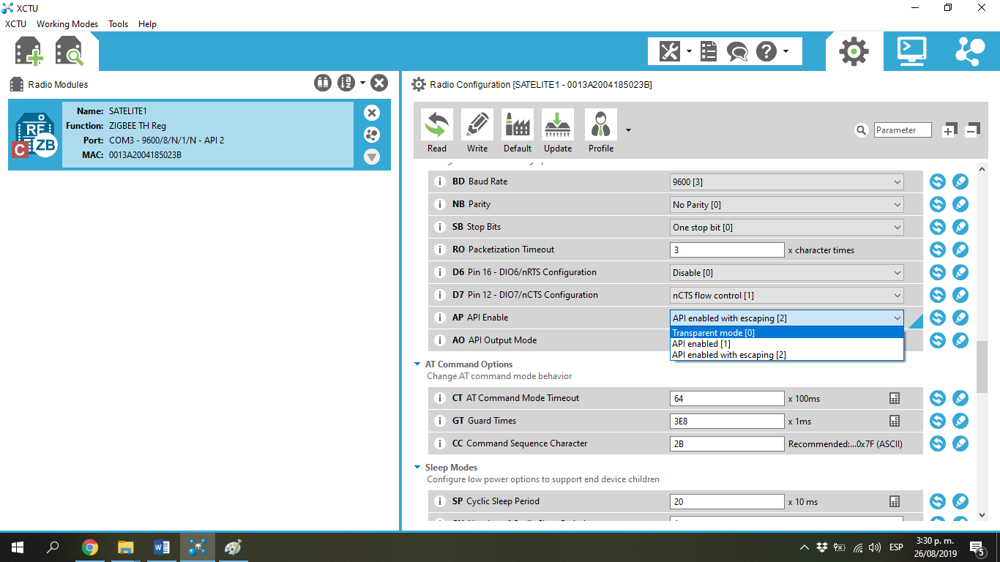 XCTU
XCTU Working Modes Tools Help
Radio Modules
Radio Configuration [SATELITE1 - 0013A2004185023B]
RF
ZB
C
Name: SATELITE1
Function: ZIGBEE TH Reg
Port: COM3 - 9600/8/N/1/N - API 2
MAC: 0013A2004185023B
Read Write Default Update Profile
Parameter
i BD Baud Rate 9600 [3]
i NB Parity No Parity [0]
i SB Stop Bits One stop bit [0]
i RO Packetization Timeout 3 x character times
i D6 Pin 16 - DIO6/nRTS Configuration Disable [0]
i D7 Pin 12 - DIO7/nCTS Configuration nCTS flow control [1]
i AP API Enable API enabled with escaping [2]
Transparent mode [0]
API enabled [1]
API enabled with escaping [2]
i AO API Output Mode
AT Command Options
Change AT command mode behavior
i CT AT Command Mode Timeout 64 x 100ms
i GT Guard Times 3E8 x 1ms
i CC Command Sequence Character 2B Recommended:...0x7F (ASCII)
Sleep Modes
Configure low power options to support end device children
i SP Cyclic Sleep Period 20 x 10 ms
ESP
3:30 p. m.
26/08/2019
5